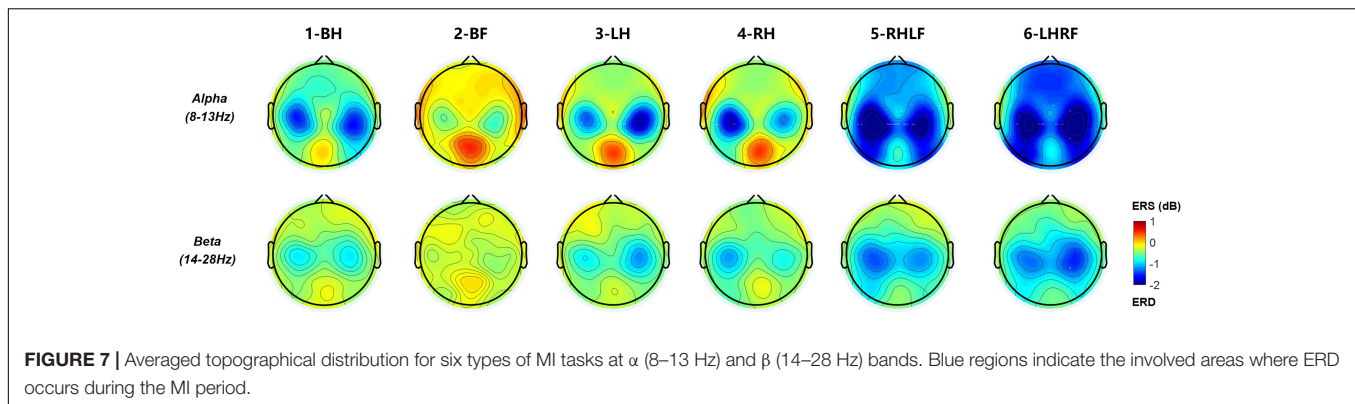 1-BH 2-BF 3-LH 4-RH 5-RHLF 6-LHRF
Alpha
(8-13Hz)
Beta
(14-28Hz)
ERS (dB)
1
0
-1
-2
ERD
FIGURE 7 | Averaged topographical distribution for six types of MI tasks at α (8–13 Hz) and β (14–28 Hz) bands. Blue regions indicate the involved areas where ERD
occurs during the MI period.